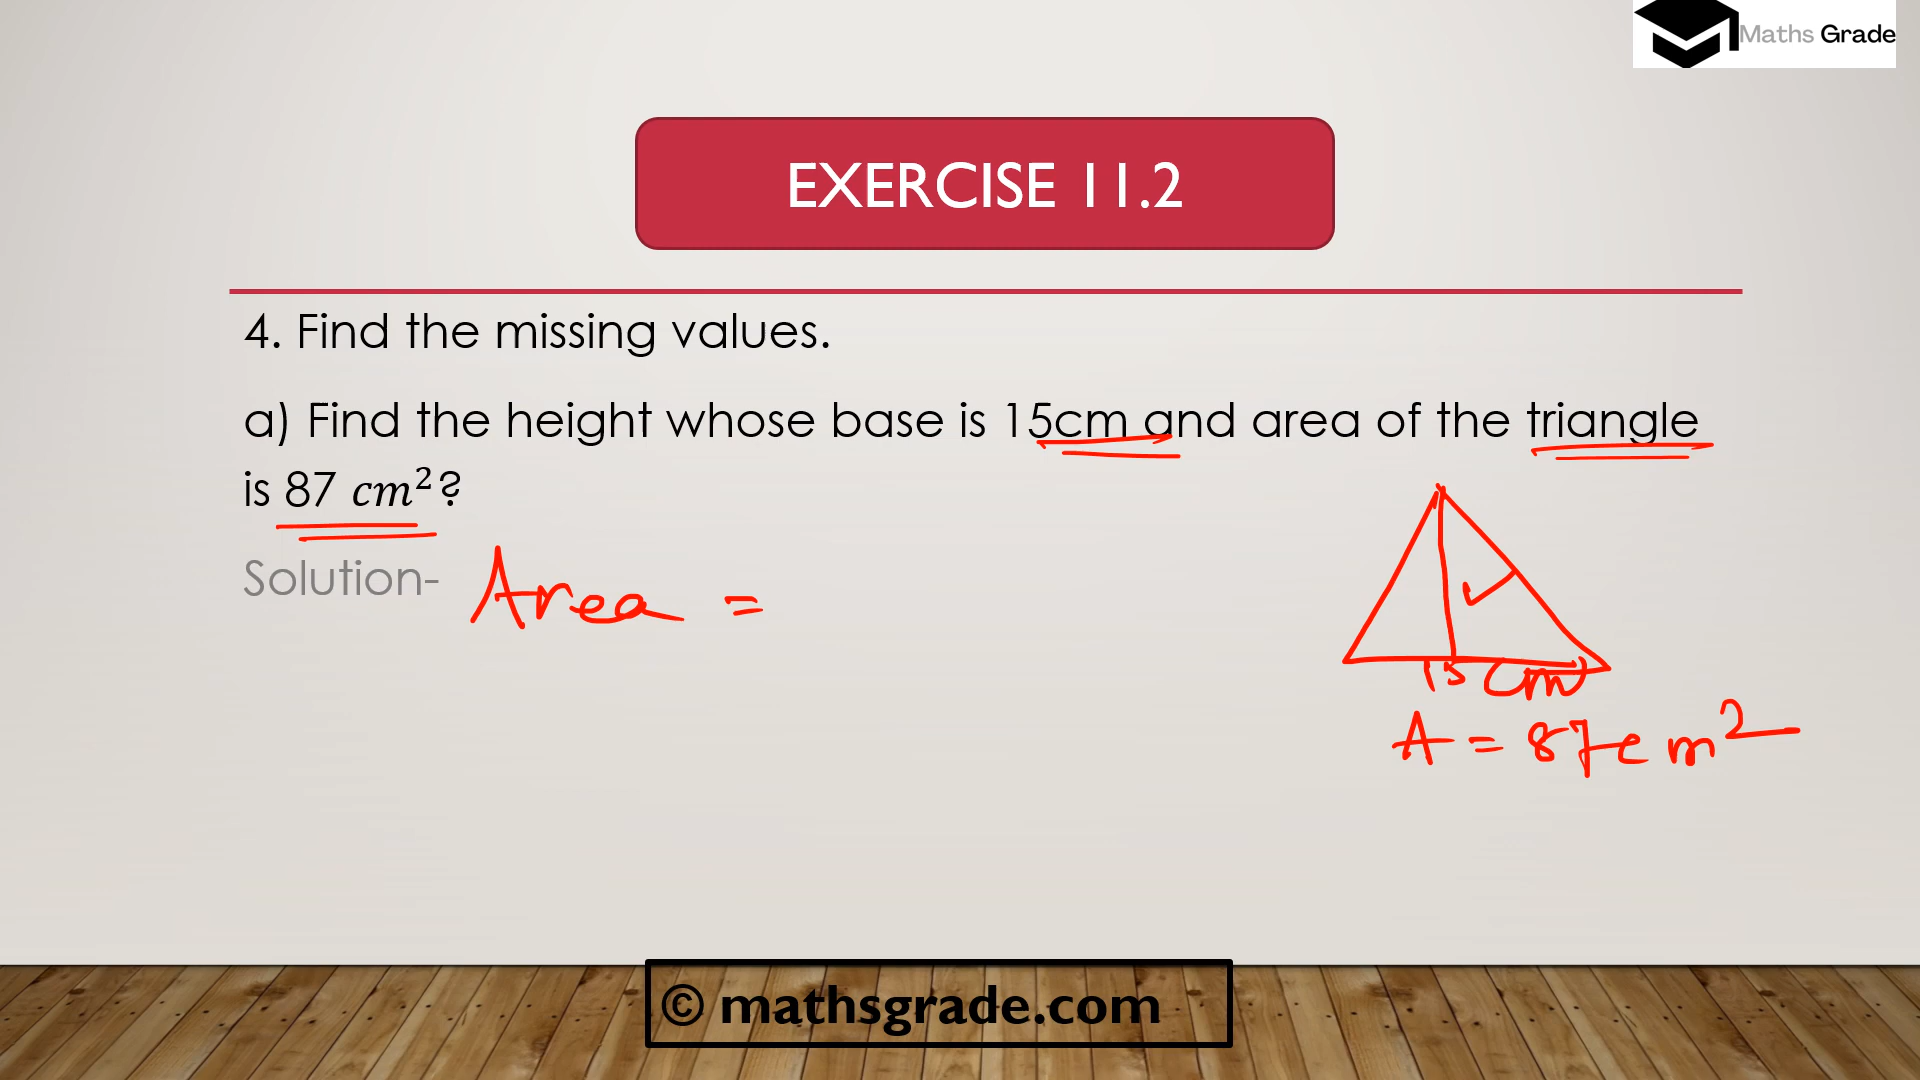 Maths Grade
EXERCISE 11.2
4. Find the missing values.
a) Find the height whose base is 15cm and area of the triangle
is 87 cm²?
Solution- Area =
15 cm
A = 87cm²
© mathsgrade.com